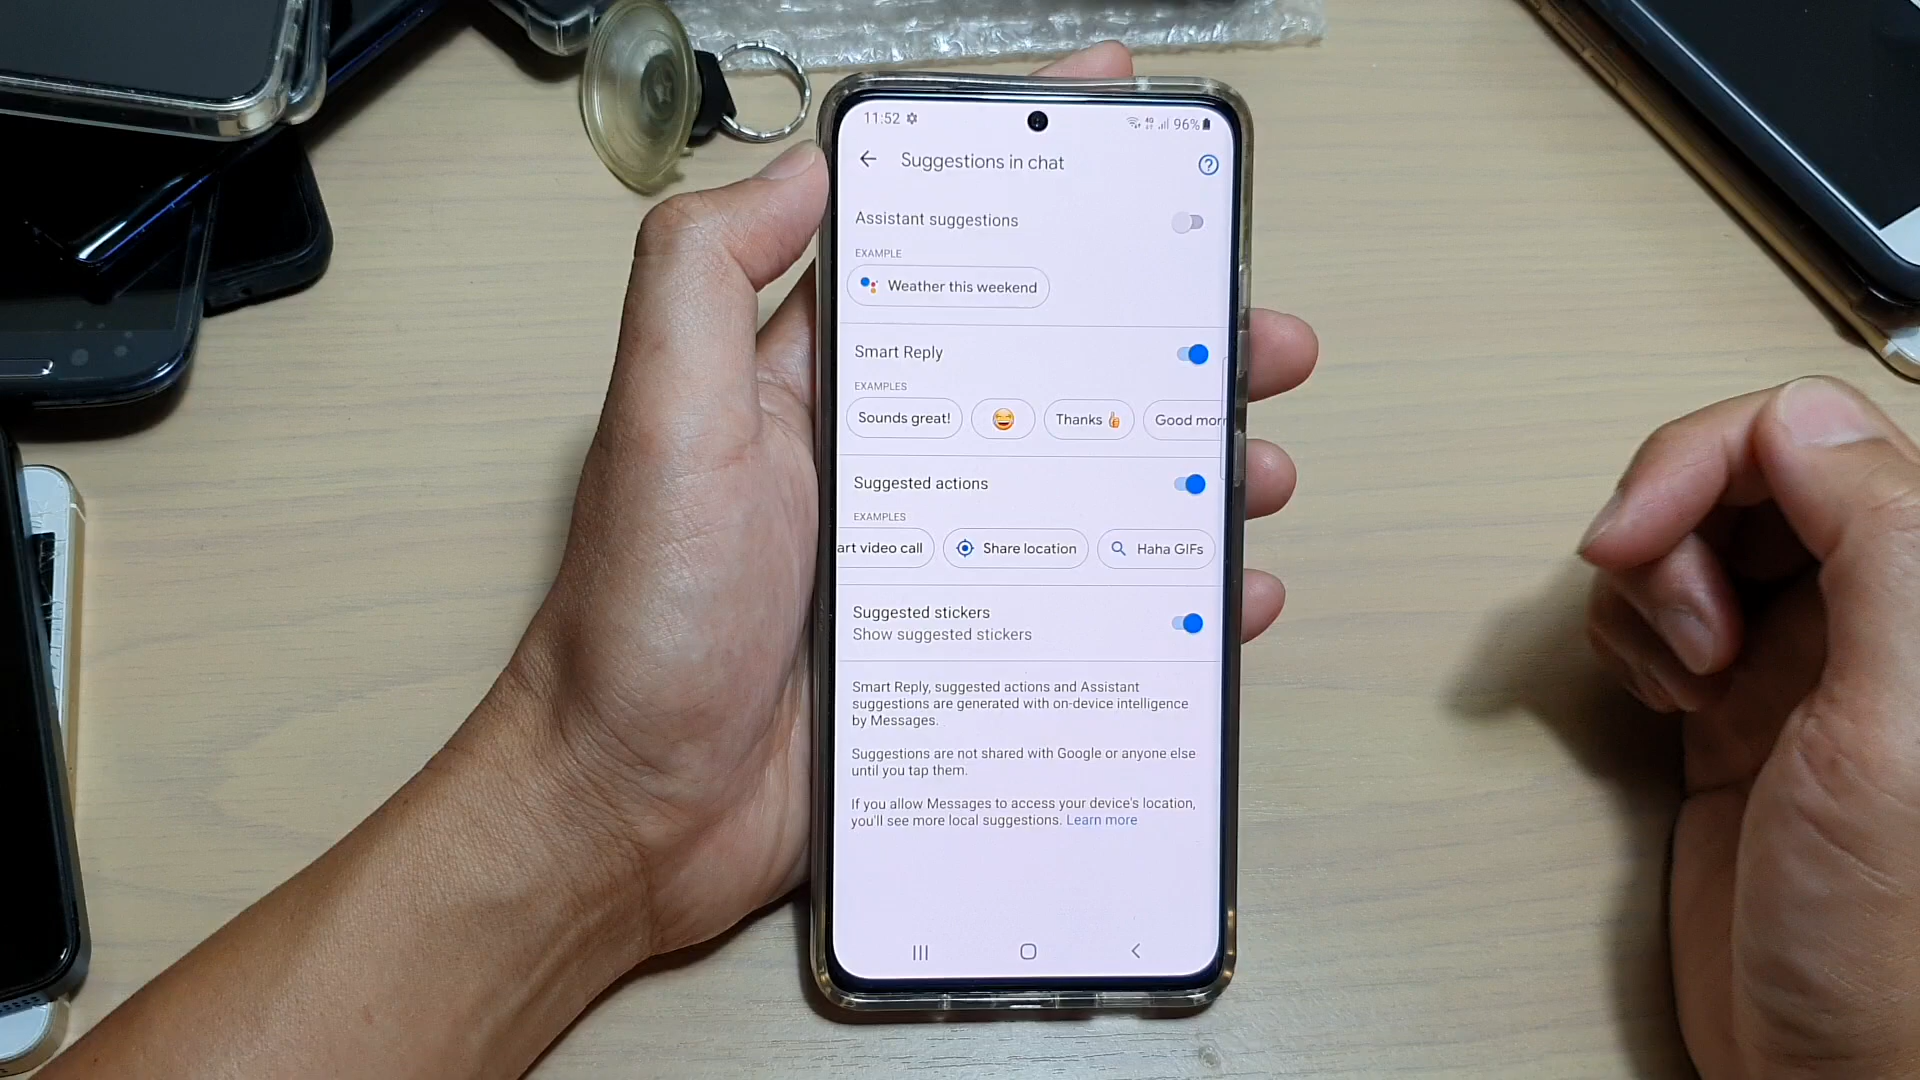 11:52
96%
Suggestions in chat
Assistant suggestions
EXAMPLE
Weather this weekend
Smart Reply
EXAMPLES
Sounds great!
Thanks 👍
Good mor
Suggested actions
EXAMPLES
art video call
Share location
Haha GIFs
Suggested stickers
Show suggested stickers
Smart Reply, suggested actions and Assistant
suggestions are generated with on-device intelligence
by Messages.
Suggestions are not shared with Google or anyone else
until you tap them.
If you allow Messages to access your device's location,
you'll see more local suggestions. Learn more